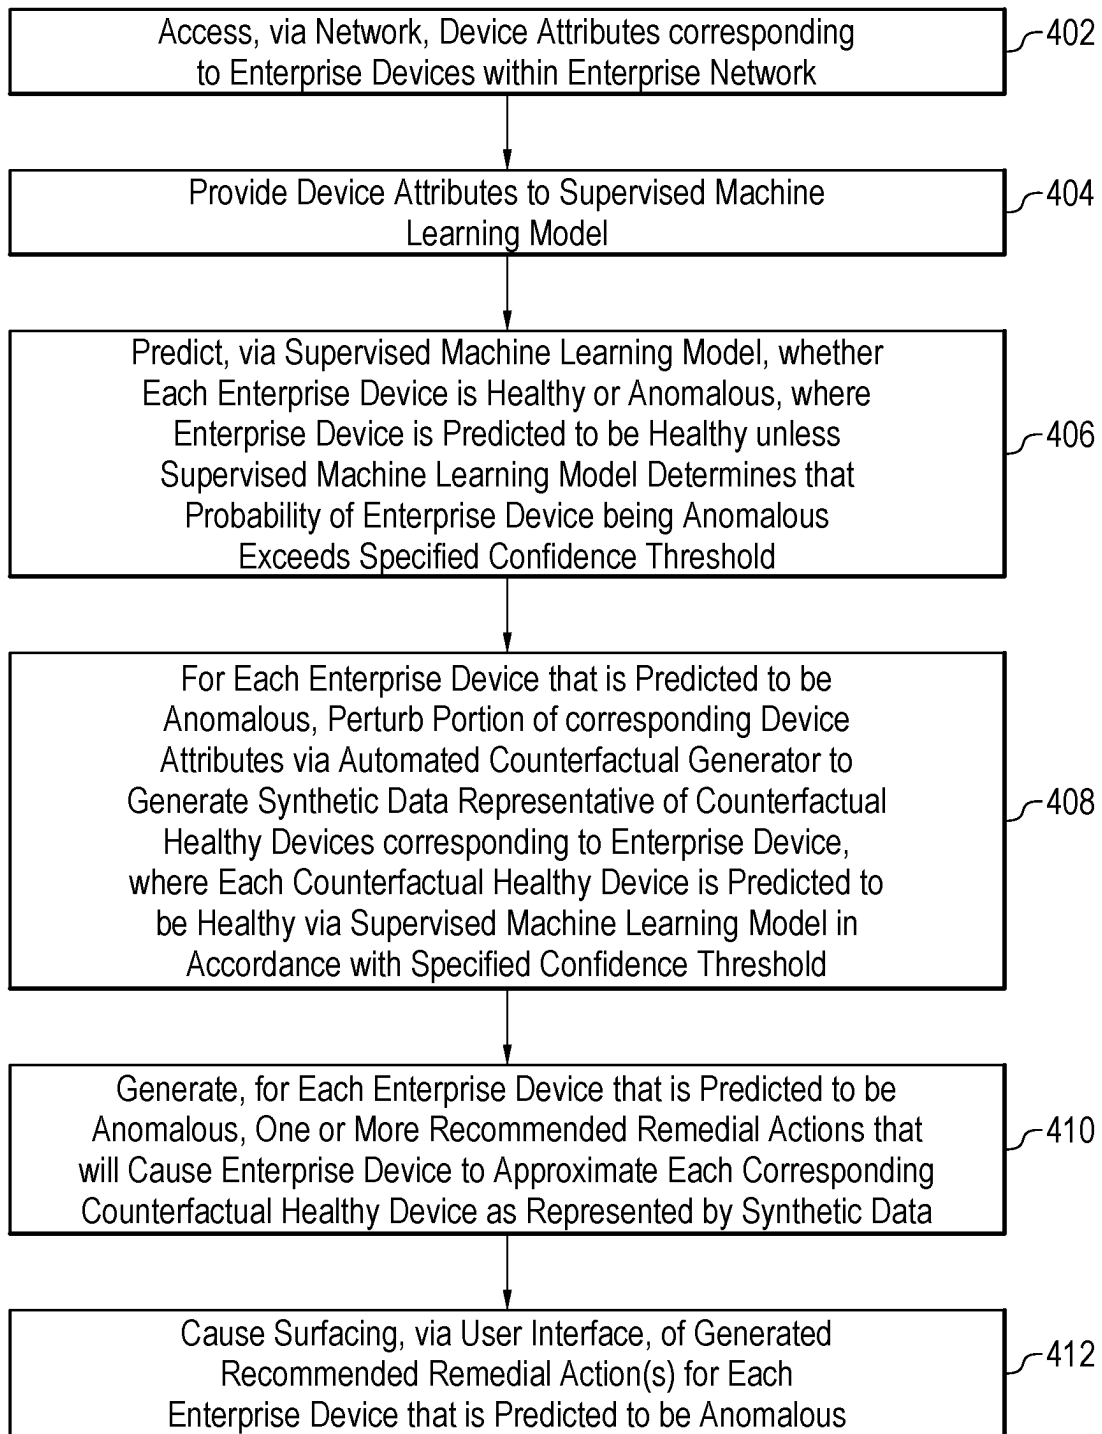 Access, via Network, Device Attributes corresponding
to Enterprise Devices within Enterprise Network
402
Provide Device Attributes to Supervised Machine
Learning Model
404
Predict, via Supervised Machine Learning Model, whether
Each Enterprise Device is Healthy or Anomalous, where
Enterprise Device is Predicted to be Healthy unless
Supervised Machine Learning Model Determines that
Probability of Enterprise Device being Anomalous
Exceeds Specified Confidence Threshold
406
For Each Enterprise Device that is Predicted to be
Anomalous, Perturb Portion of corresponding Device
Attributes via Automated Counterfactual Generator to
Generate Synthetic Data Representative of Counterfactual
Healthy Devices corresponding to Enterprise Device,
where Each Counterfactual Healthy Device is Predicted to
be Healthy via Supervised Machine Learning Model in
Accordance with Specified Confidence Threshold
408
Generate, for Each Enterprise Device that is Predicted to be
Anomalous, One or More Recommended Remedial Actions that
will Cause Enterprise Device to Approximate Each Corresponding
Counterfactual Healthy Device as Represented by Synthetic Data
410
Cause Surfacing, via User Interface, of Generated
Recommended Remedial Action(s) for Each
Enterprise Device that is Predicted to be Anomalous
412